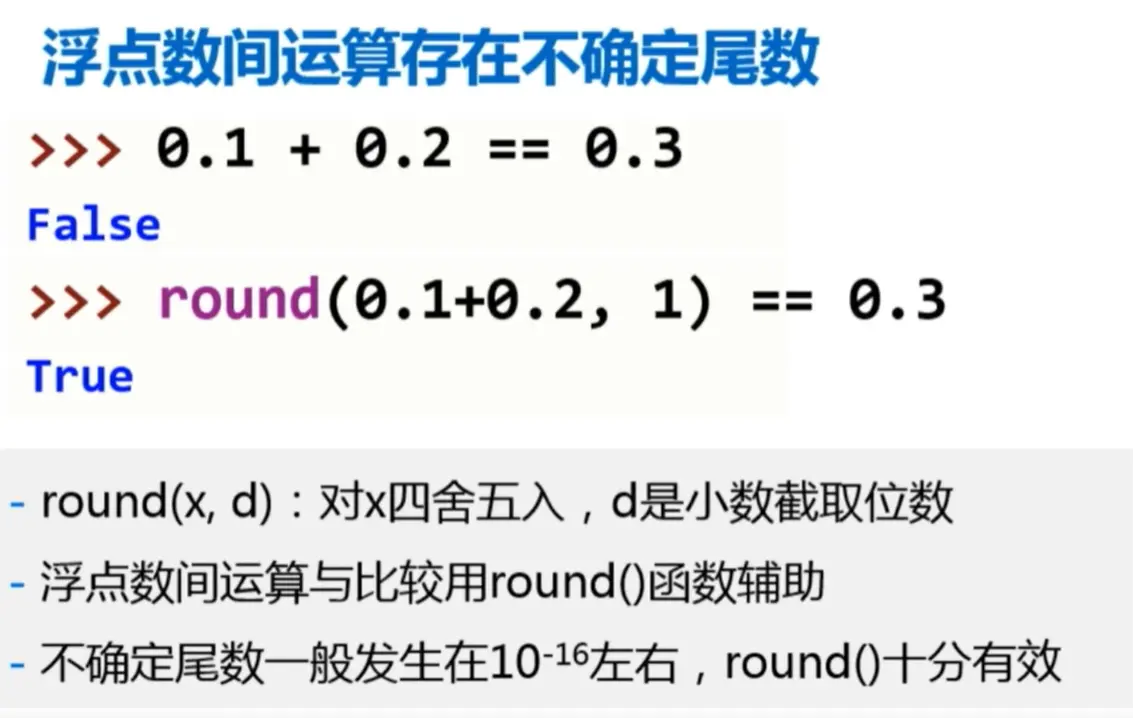 浮点数间运算存在不确定尾数
>>> 0.1 + 0.2 == 0.3
False
>>> round(0.1+0.2, 1) == 0.3
True
- round(x, d)：对x四舍五入，d是小数截取位数
- 浮点数间运算与比较用round()函数辅助
- 不确定尾数一般发生在10⁻¹⁶左右，round()十分有效